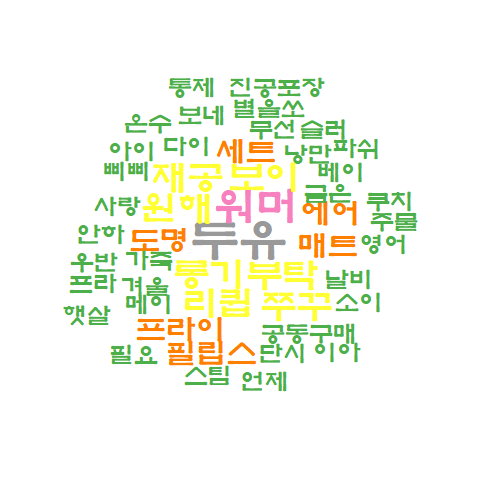 통제 진공포장
온수 보네 별을쏘
무선 슬러
아이 다이 세트 낭만 파쉬
삐삐 재공 보이 베이
사랑 원해 워머 에어 쿠치
주물
안하 도명 두유 매트 영어
우반 가죽
프라 겨울 롱기 부탁 날비
메이 리큅 쭈꾸 소이
햇살
프라이 공동구매
필요 필립스 단시 이아
스팀 언제